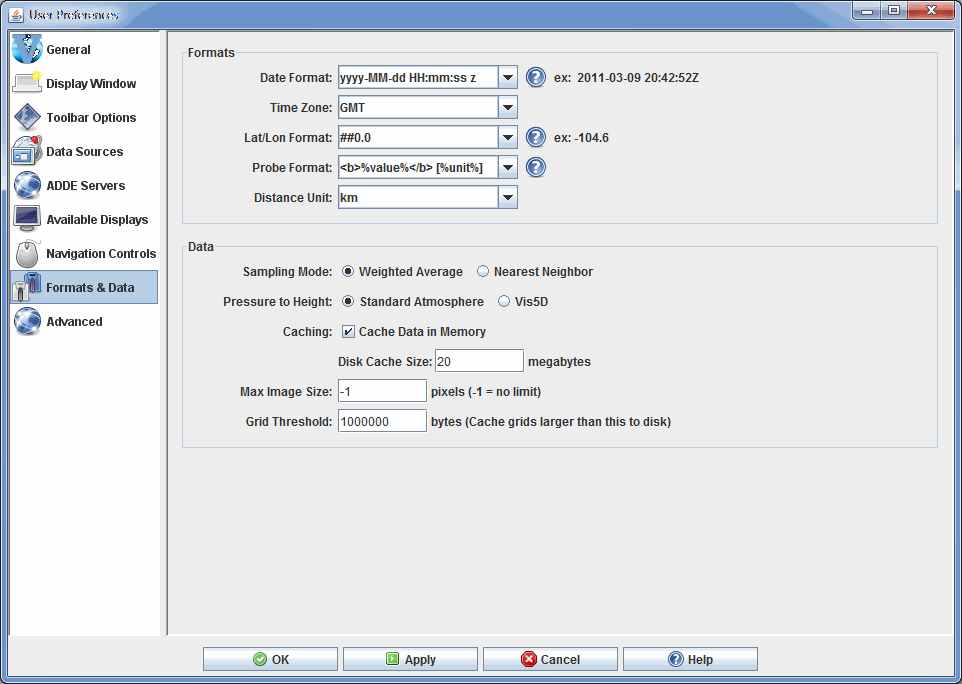 User Preferences
General
Display Window
Toolbar Options
Data Sources
ADDE Servers
Available Displays
Navigation Controls
Formats & Data
Advanced
Formats
Date Format: yyyy-MM-dd HH:mm:ss z ex: 2011-03-09 20:42:52Z
Time Zone: GMT
Lat/Lon Format: ##0.0 ex: -104.6
Probe Format: <b>%value%</b> [%unit%]
Distance Unit: km
Data
Sampling Mode: Weighted Average Nearest Neighbor
Pressure to Height: Standard Atmosphere Vis5D
Caching: Cache Data in Memory
Disk Cache Size: 20 megabytes
Max Image Size: -1 pixels (-1 = no limit)
Grid Threshold: 1000000 bytes (Cache grids larger than this to disk)
OK Apply Cancel Help